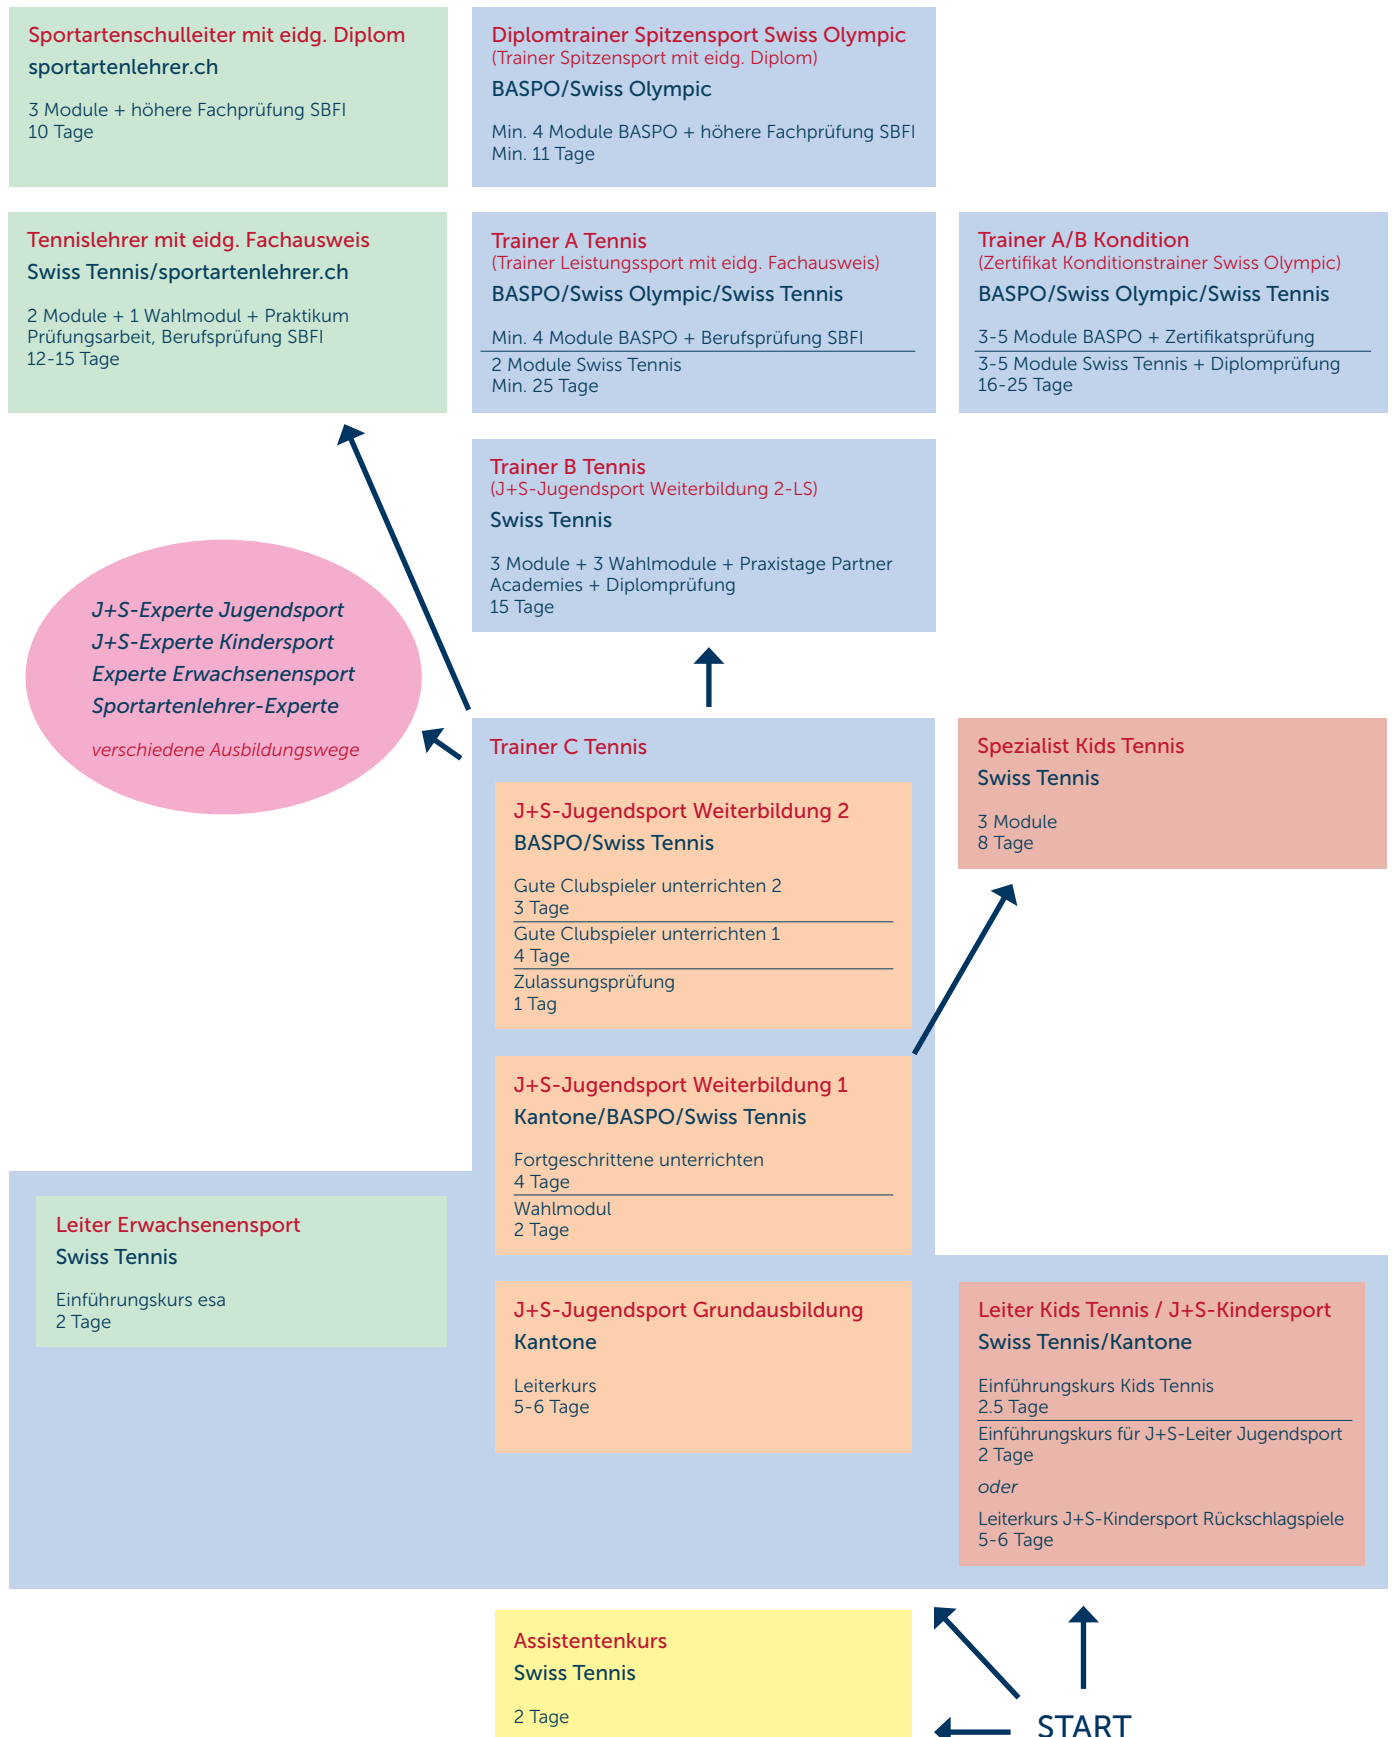 Sportartenschulleiter mit eidg. Diplom
sportartenlehrer.ch
3 Module + höhere Fachprüfung SBFI
10 Tage
Diplomtrainer Spitzensport Swiss Olympic
(Trainer Spitzensport mit eidg. Diplom)
BASPO/Swiss Olympic
Min. 4 Module BASPO + höhere Fachprüfung SBFI
Min. 11 Tage
Tennislehrer mit eidg. Fachausweis
Swiss Tennis/sportartenlehrer.ch
2 Module + 1 Wahlmodul + Praktikum
Prüfungsarbeit, Berufsprüfung SBFI
12-15 Tage
Trainer A Tennis
(Trainer Leistungssport mit eidg. Fachausweis)
BASPO/Swiss Olympic/Swiss Tennis
Min. 4 Module BASPO + Berufsprüfung SBFI
2 Module Swiss Tennis
Min. 25 Tage
Trainer A/B Kondition
(Zertifikat Konditionstrainer Swiss Olympic)
BASPO/Swiss Olympic/Swiss Tennis
3-5 Module BASPO + Zertifikatsprüfung
3-5 Module Swiss Tennis + Diplomprüfung
16-25 Tage
Trainer B Tennis
(J+S-Jugendsport Weiterbildung 2-LS)
Swiss Tennis
3 Module + 3 Wahlmodule + Praxistage Partner
Academies + Diplomprüfung
15 Tage
J+S-Experte Jugendsport
J+S-Experte Kindersport
Experte Erwachsenensport
Sportartenlehrer-Experte
verschiedene Ausbildungswege
Trainer C Tennis
J+S-Jugendsport Weiterbildung 2
BASPO/Swiss Tennis
Gute Clubspieler unterrichten 2
3 Tage
Gute Clubspieler unterrichten 1
4 Tage
Zulassungsprüfung
1 Tag
Spezialist Kids Tennis
Swiss Tennis
3 Module
8 Tage
J+S-Jugendsport Weiterbildung 1
Kantone/BASPO/Swiss Tennis
Fortgeschrittene unterrichten
4 Tage
Wahlmodul
2 Tage
Leiter Erwachsenensport
Swiss Tennis
Einführungskurs esa
2 Tage
J+S-Jugendsport Grundausbildung
Kantone
Leiterkurs
5-6 Tage
Leiter Kids Tennis / J+S-Kindersport
Swiss Tennis/Kantone
Einführungskurs Kids Tennis
2.5 Tage
Einführungskurs für J+S-Leiter Jugendsport
2 Tage
oder
Leiterkurs J+S-Kindersport Rückschlagspiele
5-6 Tage
Assistentenkurs
Swiss Tennis
2 Tage
START